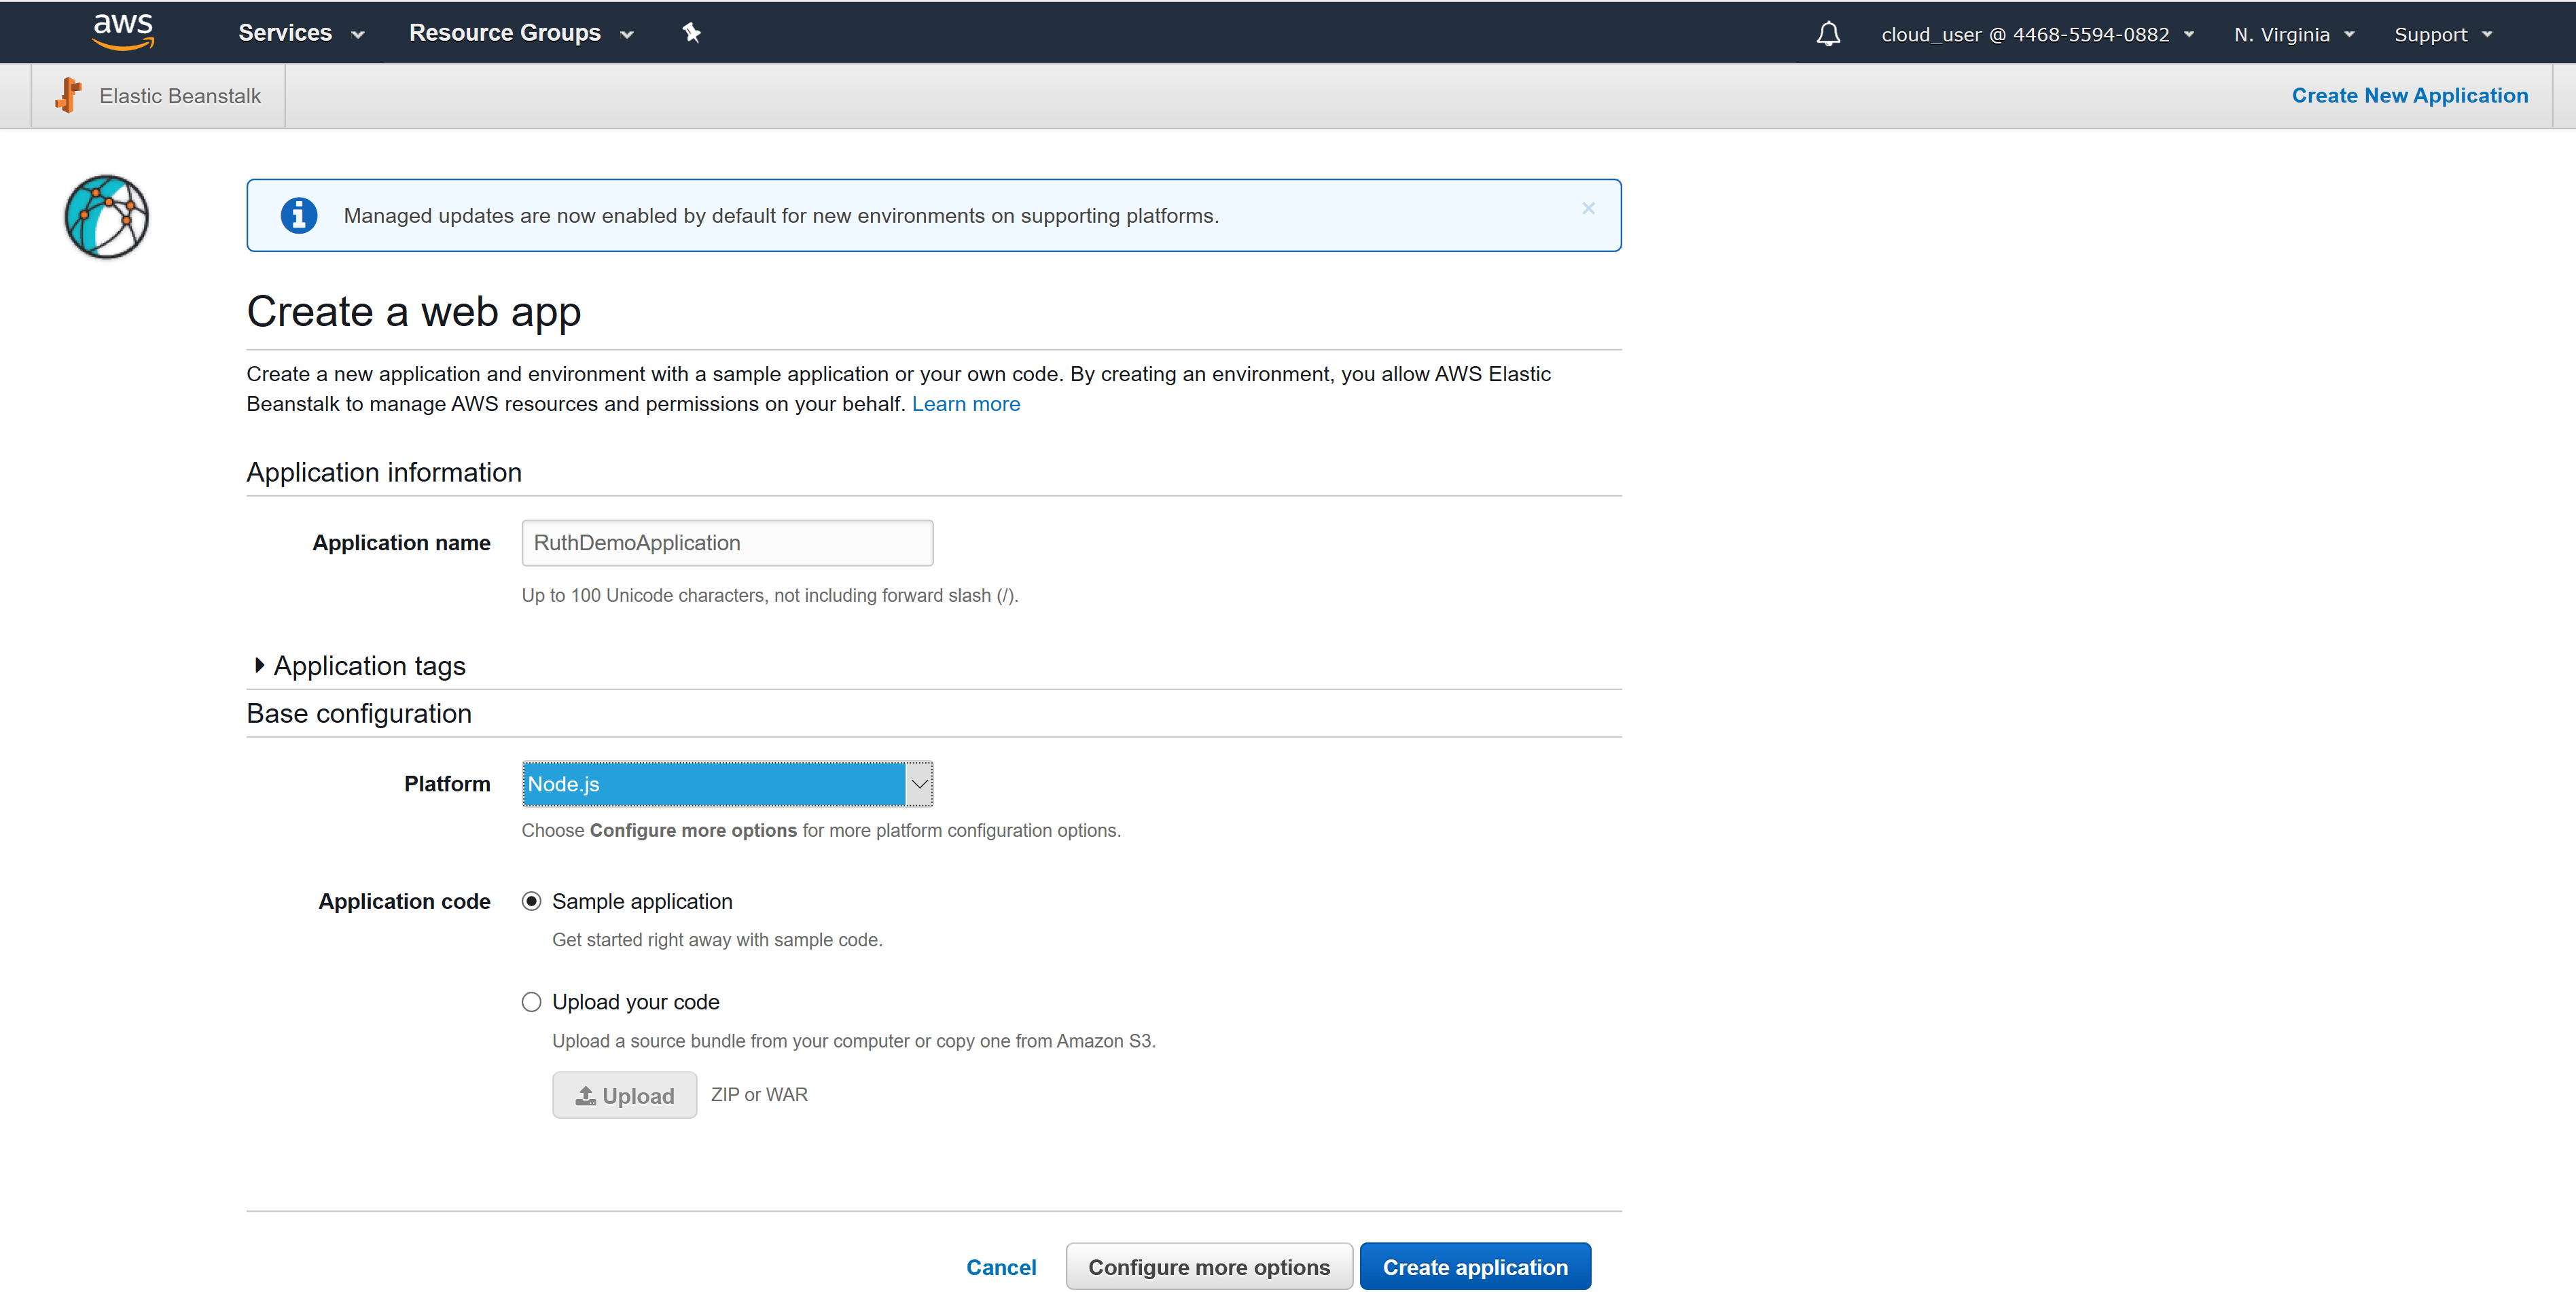 aws Services Resource Groups cloud_user @ 4468-5594-0882 N. Virginia Support
Elastic Beanstalk Create New Application
Managed updates are now enabled by default for new environments on supporting platforms.
Create a web app
Create a new application and environment with a sample application or your own code. By creating an environment, you allow AWS Elastic
Beanstalk to manage AWS resources and permissions on your behalf. Learn more
Application information
Application name RuthDemoApplication
Up to 100 Unicode characters, not including forward slash (/).
Application tags
Base configuration
Platform Node.js
Choose Configure more options for more platform configuration options.
Application code Sample application
Get started right away with sample code.
Upload your code
Upload a source bundle from your computer or copy one from Amazon S3.
Upload ZIP or WAR
Cancel Configure more options Create application